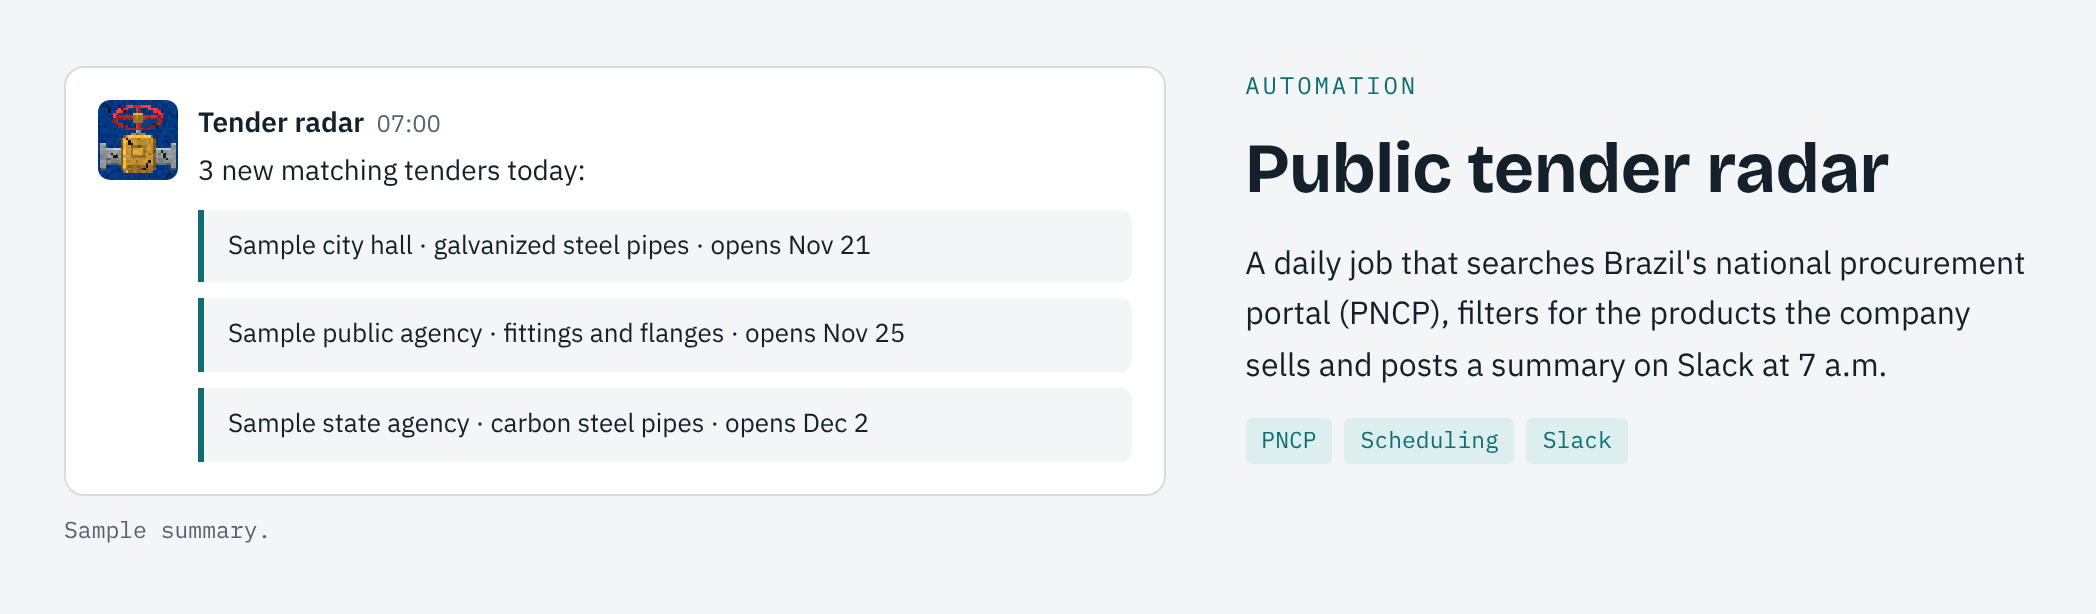 Tender radar 07:00
3 new matching tenders today:
Sample city hall · galvanized steel pipes · opens Nov 21
Sample public agency · fittings and flanges · opens Nov 25
Sample state agency · carbon steel pipes · opens Dec 2
Sample summary.
AUTOMATION
Public tender radar
A daily job that searches Brazil's national procurement
portal (PNCP), filters for the products the company
sells and posts a summary on Slack at 7 a.m.
PNCP Scheduling Slack